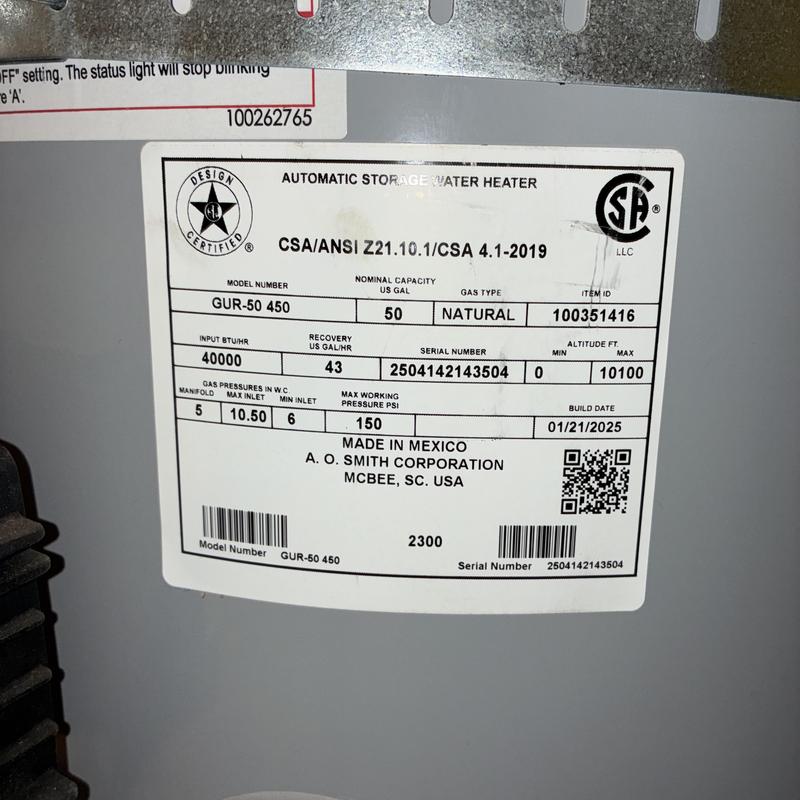 OFF" setting. The status light will stop blinking
re 'A'.
100262765
DESIGN CERTIFIED ®
AUTOMATIC STORAGE WATER HEATER
CSA/ANSI Z21.10.1/CSA 4.1-2019
SA ®
LLC
MODEL NUMBER NOMINAL CAPACITY US GAL GAS TYPE ITEM ID
GUR-50 450 50 NATURAL 100351416
INPUT BTU/HR RECOVERY US GAL/HR SERIAL NUMBER ALTITUDE FT. MIN MAX
40000 43 2504142143504 0 10100
GAS PRESSURES IN W.C.
MANIFOLD MAX INLET MIN INLET MAX WORKING PRESSURE PSI BUILD DATE
5 10.50 6 150 01/21/2025
MADE IN MEXICO
A. O. SMITH CORPORATION
MCBEE, SC. USA
Model Number GUR-50 450
2300
Serial Number 2504142143504